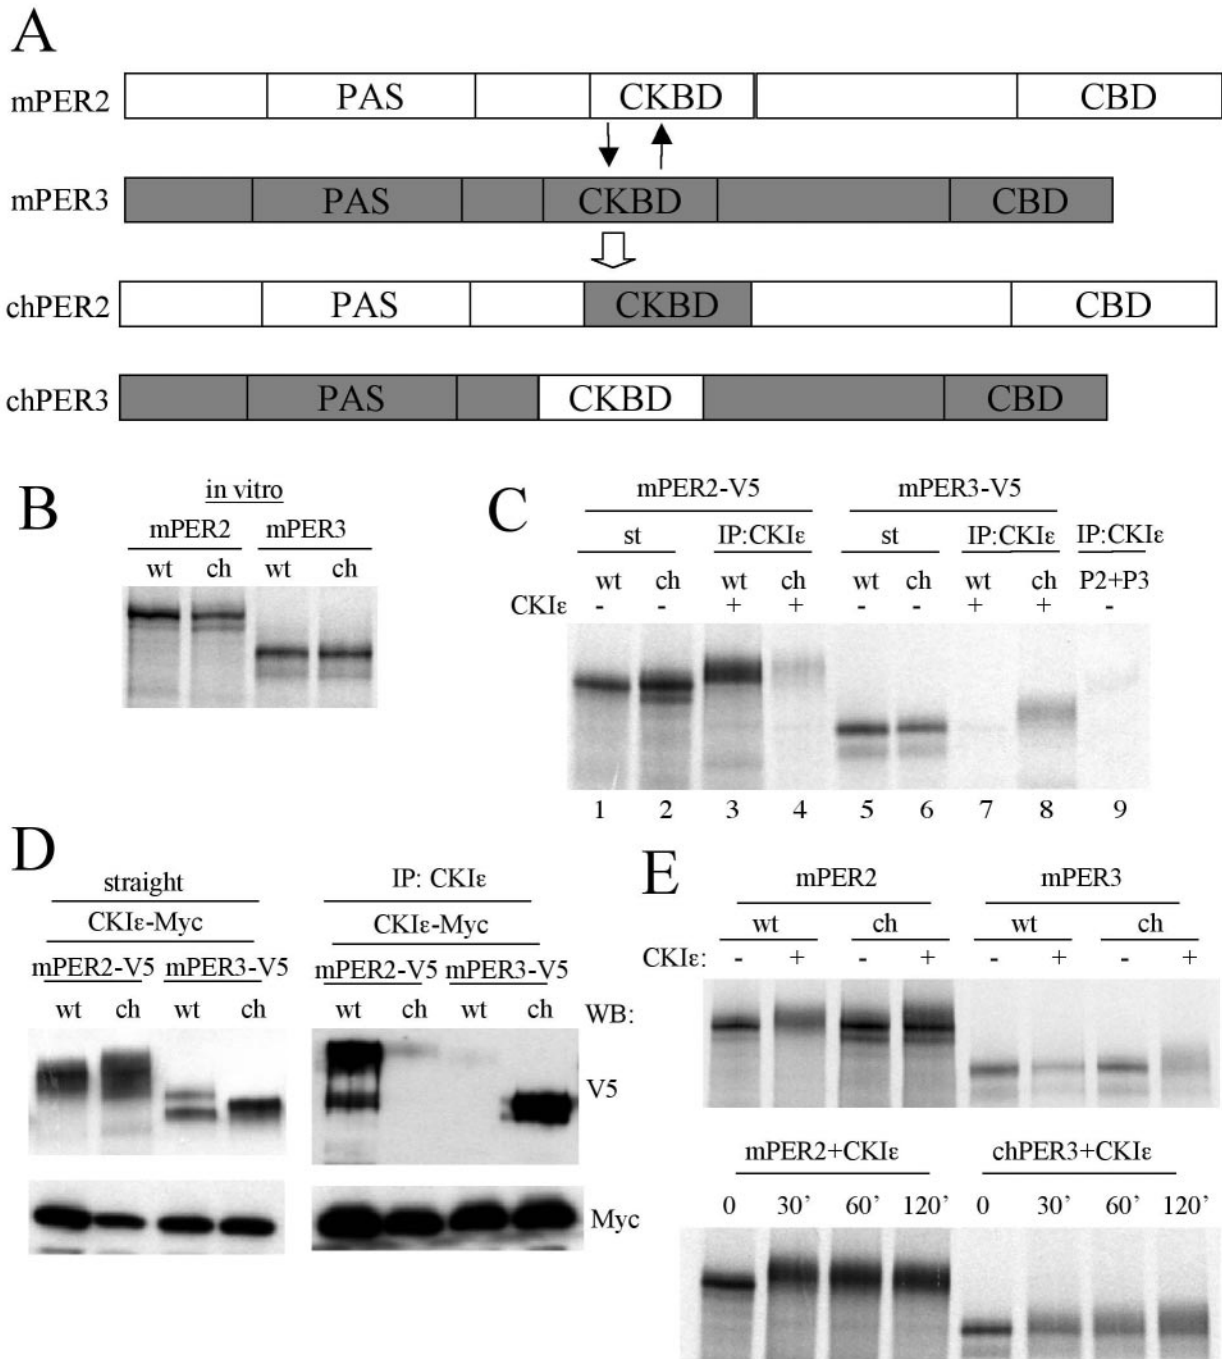 A
mPER2 PAS CKBD CBD
mPER3 PAS CKBD CBD
chPER2 PAS CKBD CBD
chPER3 PAS CKBD CBD
B
in vitro
mPER2 mPER3
wt ch wt ch
C
mPER2-V5 mPER3-V5
st IP:CKIε st IP:CKIε IP:CKIε
wt ch wt ch wt ch wt ch P2+P3
CKIε - - + + - - + + -
1 2 3 4 5 6 7 8 9
D
straight IP: CKIε
CKIε-Myc CKIε-Myc
mPER2-V5 mPER3-V5 mPER2-V5 mPER3-V5
wt ch wt ch wt ch wt ch WB:
V5
Myc
E
mPER2 mPER3
wt ch wt ch
CKIε: - + - + - + - +
mPER2+CKIε chPER3+CKIε
0 30’ 60’ 120’ 0 30’ 60’ 120’